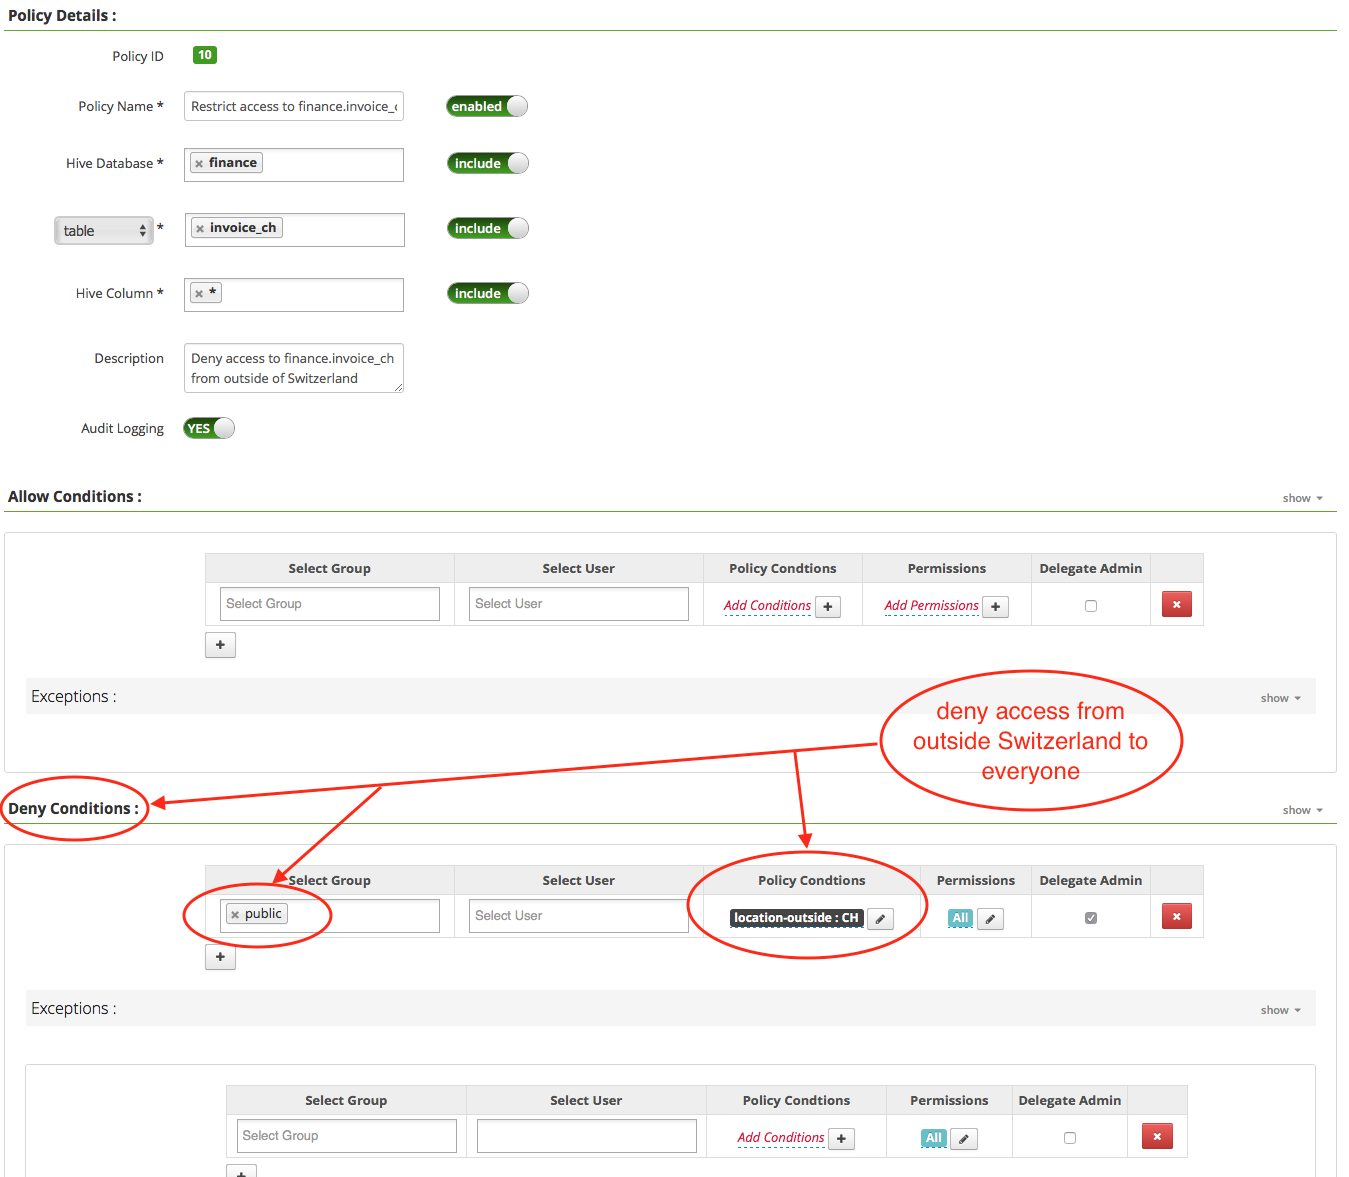 Policy Details :
Policy ID 10
Policy Name * Restrict access to finance.invoice_c enabled
Hive Database * × finance include
table * × invoice_ch include
Hive Column * × * include
Description Deny access to finance.invoice_ch
from outside of Switzerland
Audit Logging YES
Allow Conditions : show
Select Group Select User Policy Condtions Permissions Delegate Admin
Select Group Select User Add Conditions + Add Permissions + ×
+
Exceptions : show
deny access from
outside Switzerland to
everyone
Deny Conditions : show
Select Group Select User Policy Condtions Permissions Delegate Admin
× public Select User location-outside : CH All ×
+
Exceptions : show
Select Group Select User Policy Condtions Permissions Delegate Admin
Select Group Add Conditions + All ×
+